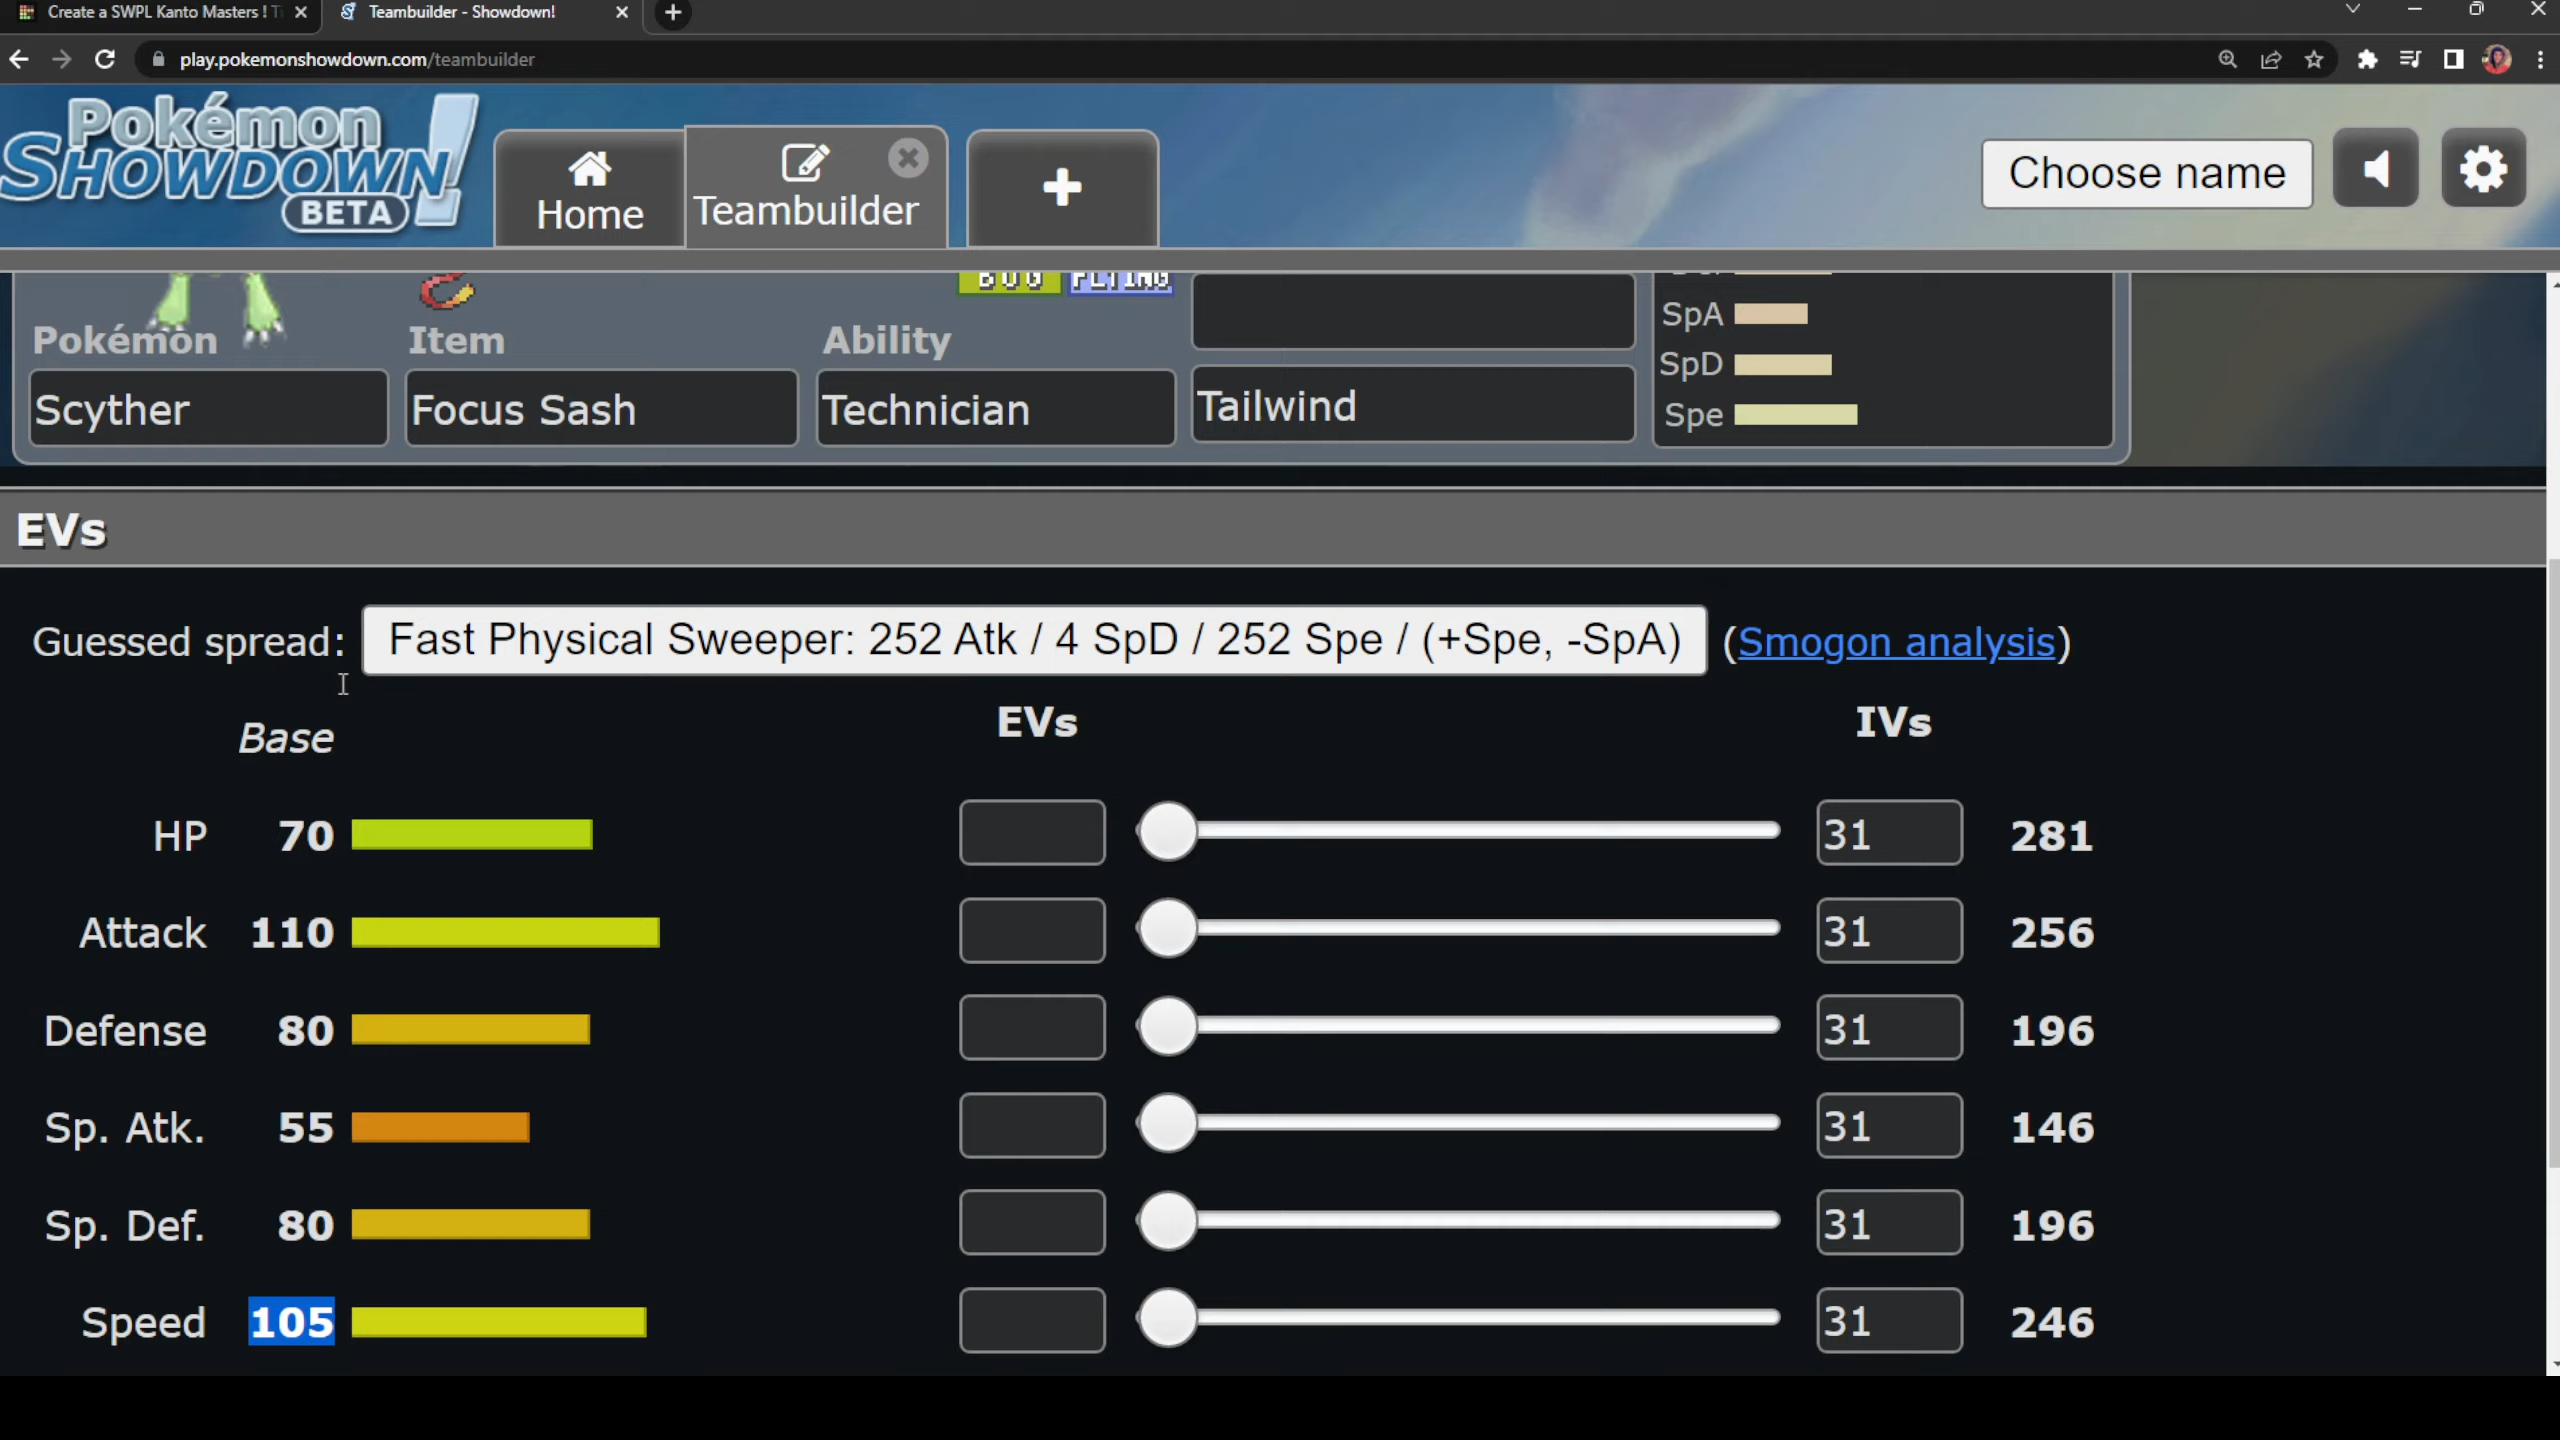 Create a SWPL Kanto Masters ! Ti
Teambuilder - Showdown!
play.pokemonshowdown.com/teambuilder
Pokémon
SHOWDOWN!
BETA
Home
Teambuilder
Choose name
BUG FLYING
SpA
Pokémon Item Ability
SpD
Scyther Focus Sash Technician Tailwind
Spe
EVs
Guessed spread: Fast Physical Sweeper: 252 Atk / 4 SpD / 252 Spe / (+Spe, -SpA) (Smogon analysis)
Base EVs IVs
HP 70 31 281
Attack 110 31 256
Defense 80 31 196
Sp. Atk. 55 31 146
Sp. Def. 80 31 196
Speed 105 31 246